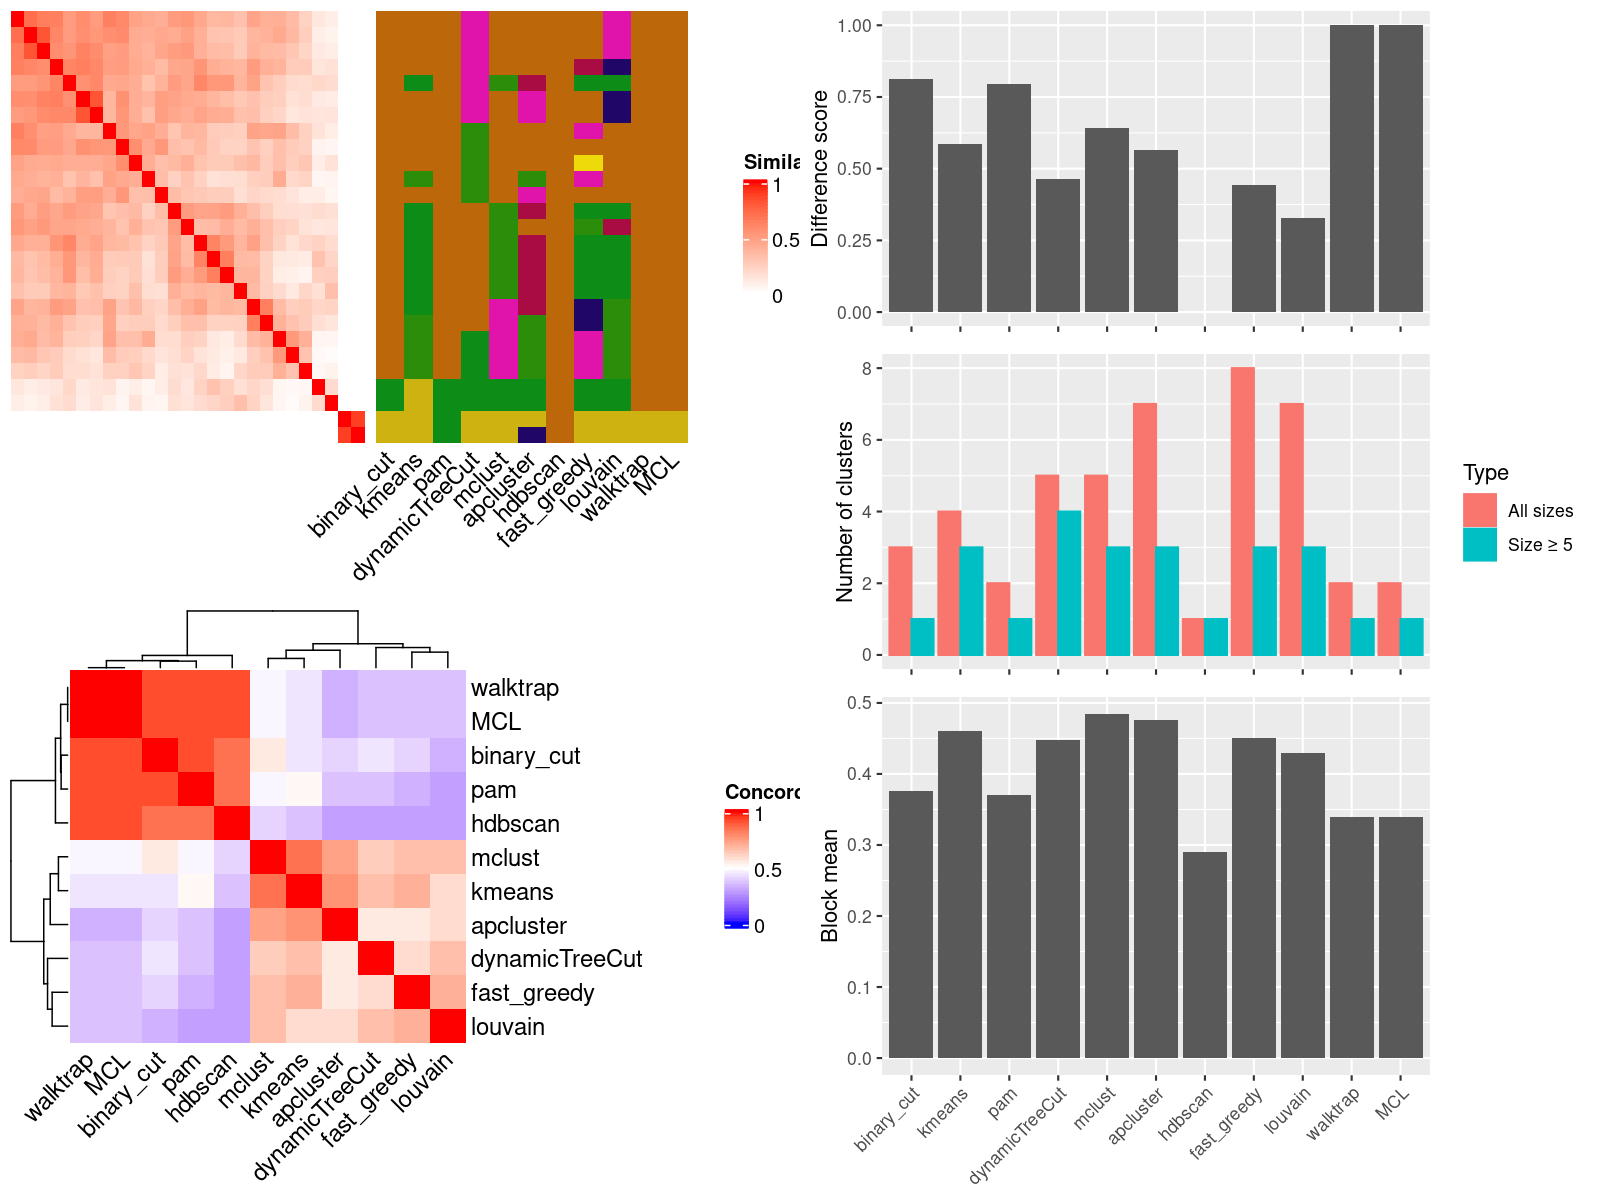 Simila
1
0.5
0
binary_cut
kmeans
pam
dynamicTreeCut
mclust
apcluster
hdbscan
fast_greedy
louvain
walktrap
MCL
walktrap
MCL
binary_cut
pam
hdbscan
mclust
kmeans
apcluster
dynamicTreeCut
fast_greedy
louvain
walktrap
MCL
binary_cut
pam
hdbscan
mclust
kmeans
apcluster
dynamicTreeCut
fast_greedy
louvain
Concord
1
0.5
0
Difference score
1.00
0.75
0.50
0.25
0.00
Number of clusters
8
6
4
2
0
Type
All sizes
Size ≥ 5
Block mean
0.5
0.4
0.3
0.2
0.1
0.0
binary_cut
kmeans
pam
dynamicTreeCut
mclust
apcluster
hdbscan
fast_greedy
louvain
walktrap
MCL